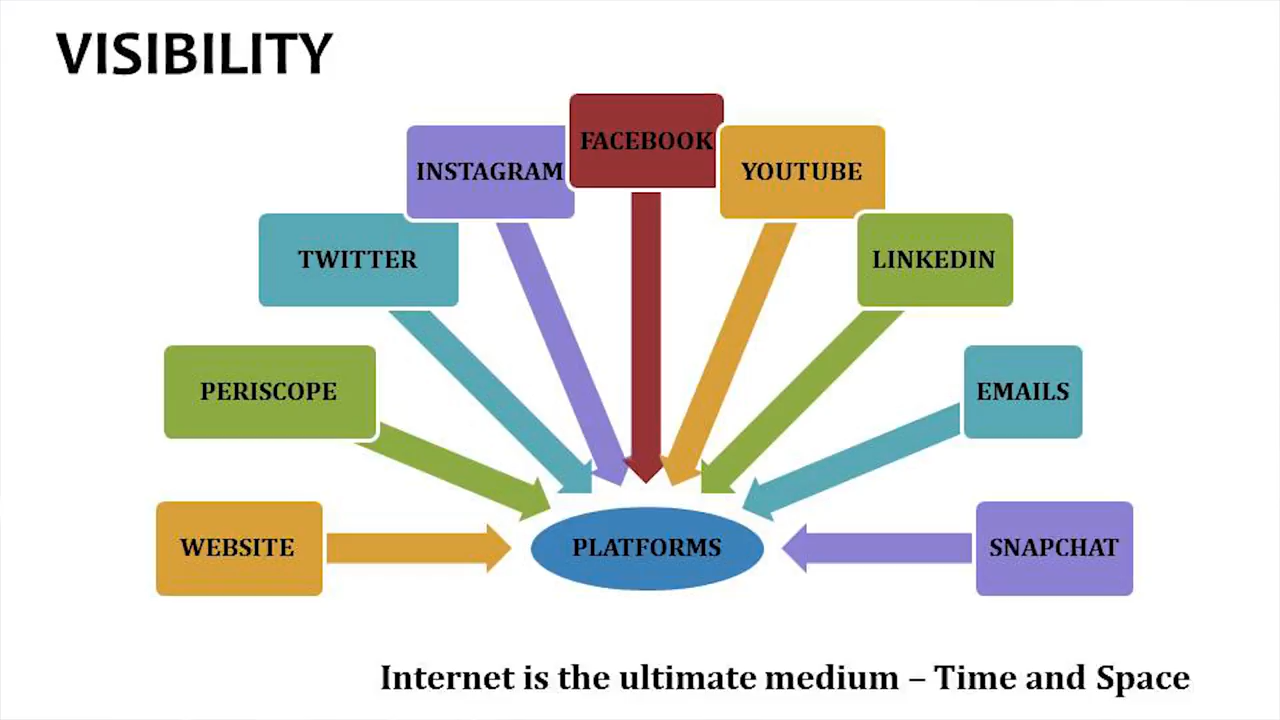 VISIBILITY
FACEBOOK
INSTAGRAM
YOUTUBE
TWITTER
LINKEDIN
PERISCOPE
EMAILS
WEBSITE
PLATFORMS
SNAPCHAT
Internet is the ultimate medium – Time and Space